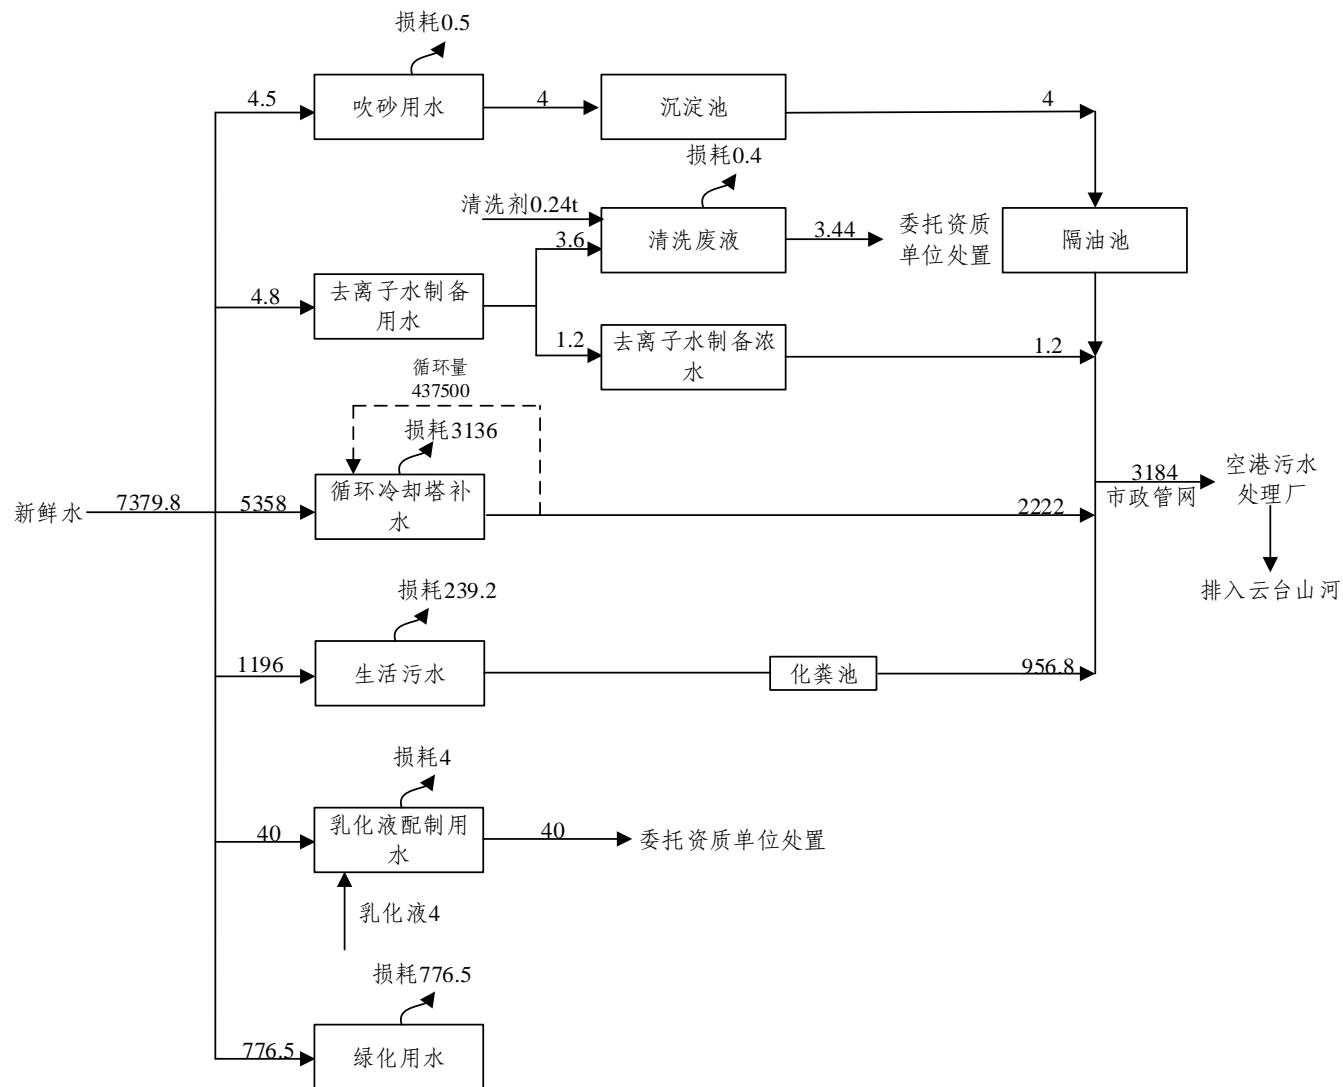 损耗0.5
4.5
吹砂用水
4
沉淀池
4
损耗0.4
清洗剂0.24t
3.6
清洗废液
3.44
委托资质
单位处置
隔油池
4.8
去离子水制备
用水
1.2
去离子水制备浓
水
1.2
循环量
437500
损耗3136
新鲜水
7379.8
5358
循环冷却塔补
水
2222
3184
市政管网
空港污水
处理厂
排入云台山河
损耗239.2
1196
生活污水
化粪池
956.8
损耗4
40
乳化液配制用
水
40
委托资质单位处置
乳化液4
损耗776.5
776.5
绿化用水